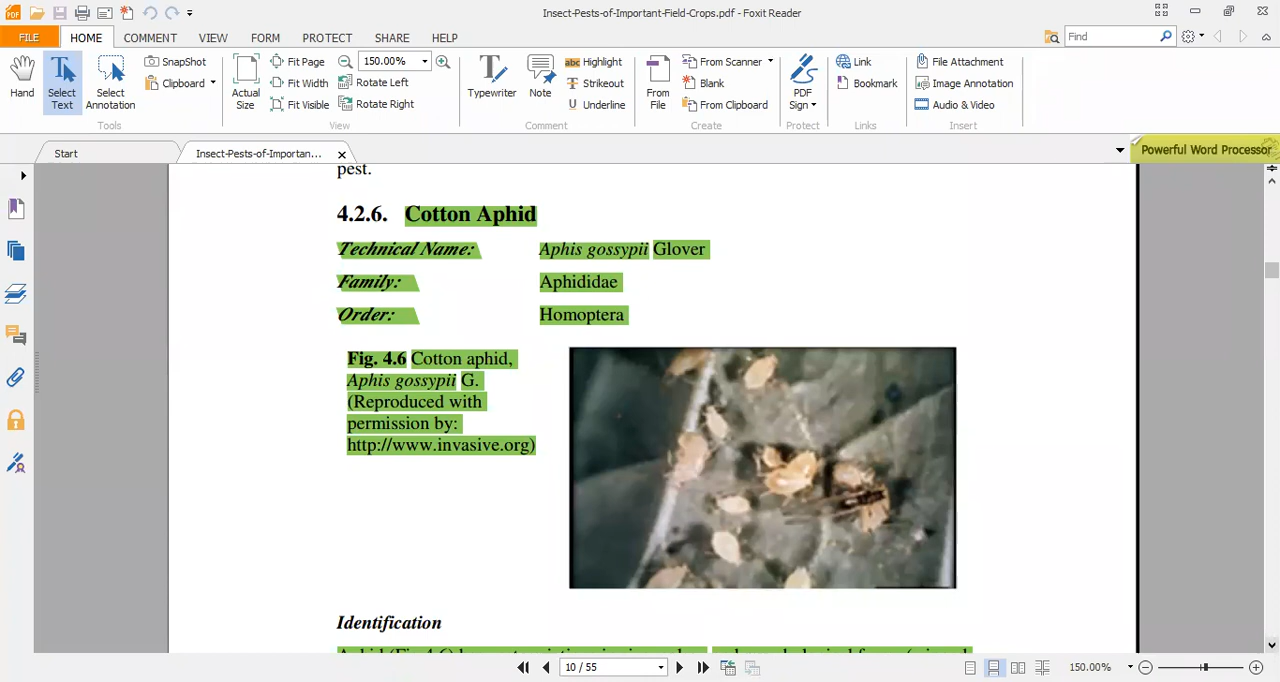 Insect-Pests-of-Important-Field-Crops.pdf - Foxit Reader
FILE HOME COMMENT VIEW FORM PROTECT SHARE HELP
Find
Hand
Select Text
Select Annotation
SnapShot
Clipboard
Tools
Actual Size
Fit Page
Fit Width
Fit Visible
150.00%
Rotate Left
Rotate Right
View
Typewriter
Note
Highlight
Strikeout
Underline
Comment
From File
From Scanner
Blank
From Clipboard
Create
PDF Sign
Protect
Link
Bookmark
Links
File Attachment
Image Annotation
Audio & Video
Insert
Start
Insect-Pests-of-Importan...
Powerful Word Processor
pest.
4.2.6. Cotton Aphid
Technical Name: Aphis gossypii Glover
Family: Aphididae
Order: Homoptera
Fig. 4.6 Cotton aphid,
Aphis gossypii G.
(Reproduced with
permission by:
http://www.invasive.org)
Identification
10 / 55
150.00%